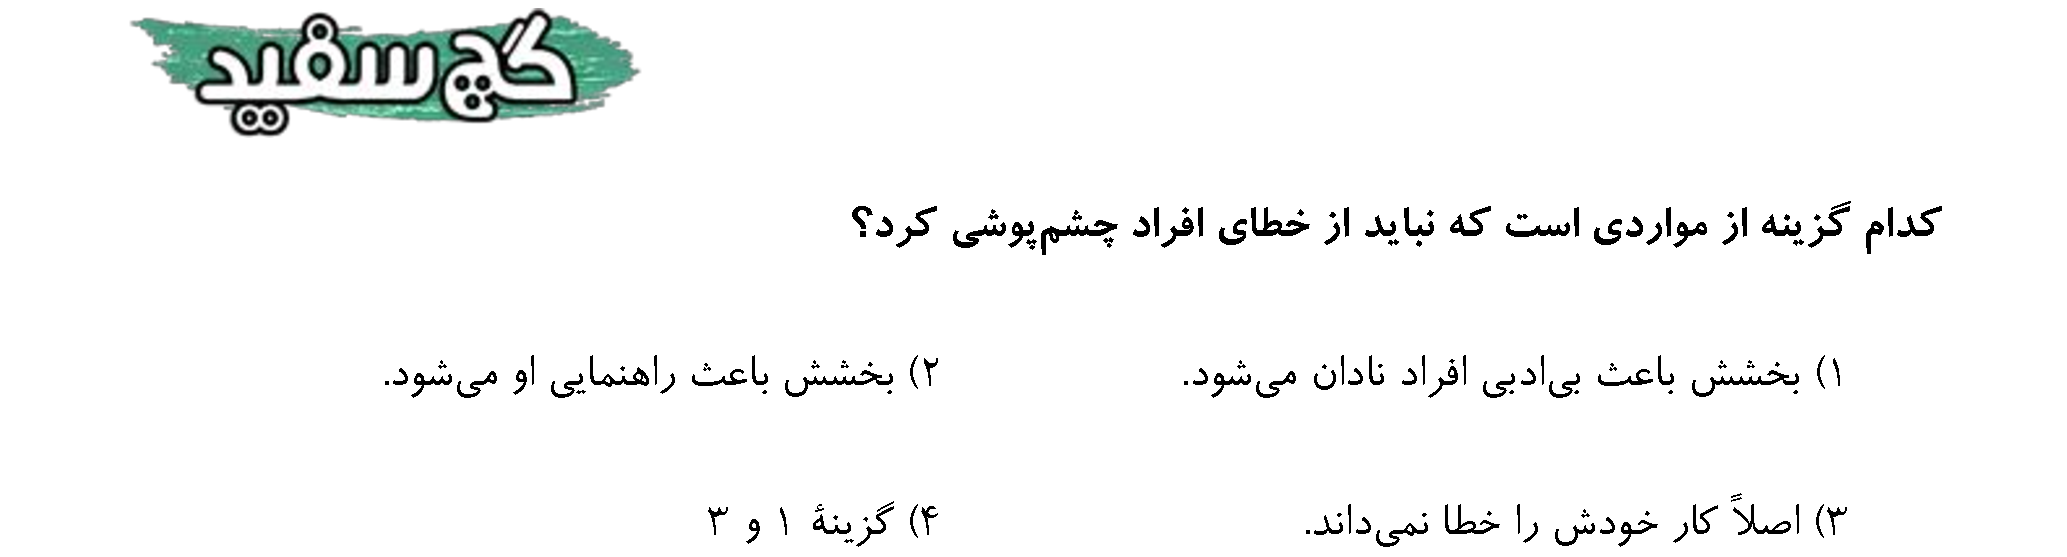 گچ سفید
کدام گزینه از مواردی است که نباید از خطای افراد چشم‌پوشی کرد؟
۱) بخشش باعث بی‌ادبی افراد نادان می‌شود. ۲) بخشش باعث راهنمایی او می‌شود.
۳) اصلاً کار خودش را خطا نمی‌داند. ۴) گزینهٔ ۱ و ۳